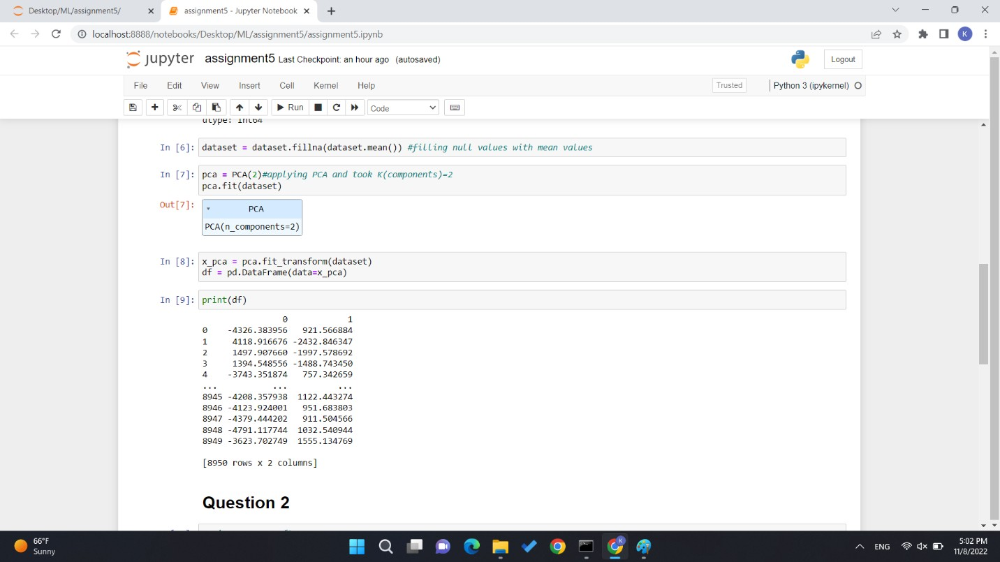 Desktop/ML/assignment5/
assignment5 - Jupyter Notebook
localhost:8888/notebooks/Desktop/ML/assignment5/assignment5.ipynb
K
jupyter assignment5 Last Checkpoint: an hour ago (autosaved)
Logout
File Edit View Insert Cell Kernel Help
Trusted
Python 3 (ipykernel)
Run
Code
dtype: int64
In [6]: dataset = dataset.fillna(dataset.mean()) #filling null values with mean values
In [7]: pca = PCA(2)#applying PCA and took K(components)=2
pca.fit(dataset)
Out[7]:
PCA
PCA(n_components=2)
In [8]: x_pca = pca.fit_transform(dataset)
df = pd.DataFrame(data=x_pca)
In [9]: print(df)
0 1
0 -4326.383956 921.566884
1 4118.916676 -2432.846347
2 1497.907660 -1997.578692
3 1394.548556 -1488.743450
4 -3743.351874 757.342659
... ... ...
8945 -4208.357938 1122.443274
8946 -4123.924001 951.683803
8947 -4379.444202 911.504566
8948 -4791.117744 1032.540944
8949 -3623.702749 1555.134769
[8950 rows x 2 columns]
Question 2
66°F
Sunny
K
ENG
5:02 PM
11/8/2022